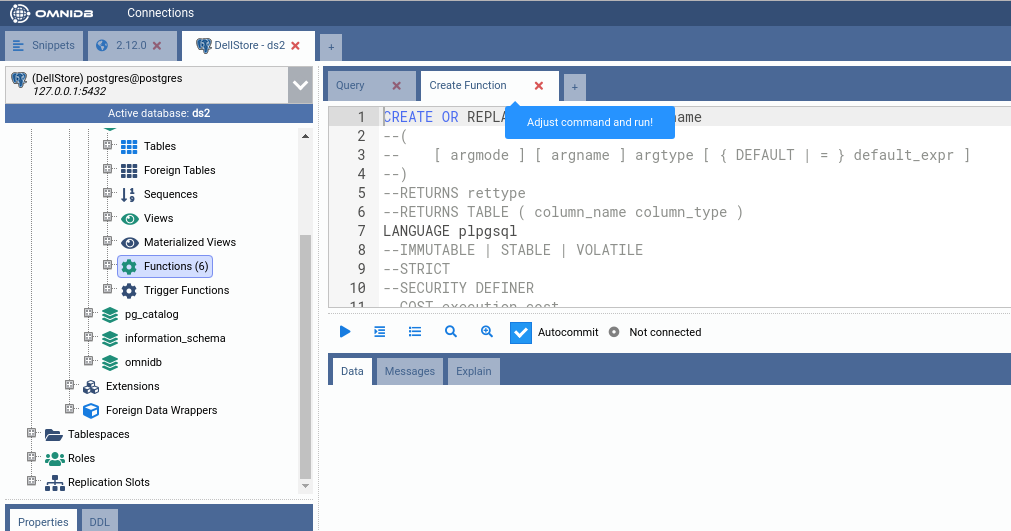 OMNIDB Connections
Snippets 2.12.0 DellStore - ds2 +
(DellStore) postgres@postgres
127.0.0.1:5432
Active database: ds2
Tables
Foreign Tables
Sequences
Views
Materialized Views
Functions (6)
Trigger Functions
pg_catalog
information_schema
omnidb
Extensions
Foreign Data Wrappers
Tablespaces
Roles
Replication Slots
Properties DDL
Query Create Function +
Adjust command and run!
1 CREATE OR name
2 --(
3 --    [ argmode ] [ argname ] argtype [ { DEFAULT | = } default_expr ]
4 --)
5 --RETURNS rettype
6 --RETURNS TABLE ( column_name column_type )
7 LANGUAGE plpgsql
8 --IMMUTABLE | STABLE | VOLATILE
9 --STRICT
10 --SECURITY DEFINER
11 --COST execution_cost
Autocommit Not connected
Data Messages Explain